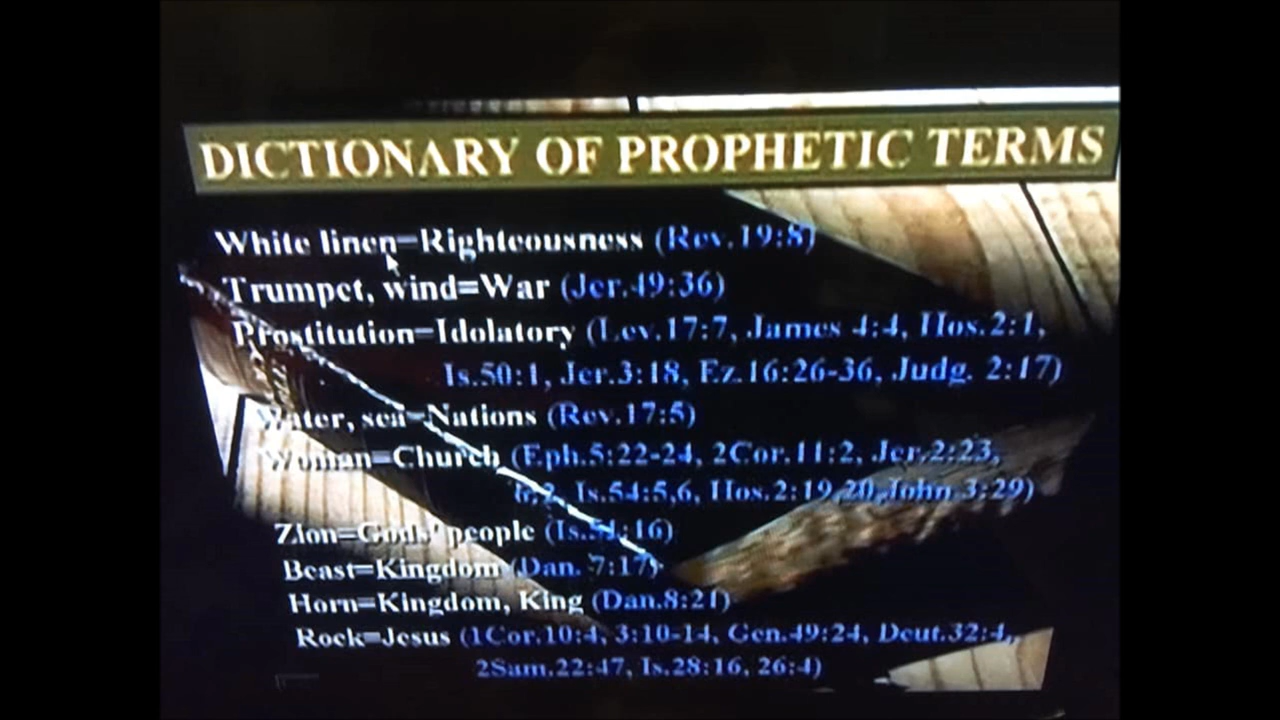 DICTIONARY OF PROPHETIC TERMS
White linen=Righteousness (Rev.19:8)
Trumpet, wind=War (Jer.49:36)
Prostitution=Idolatory (Lev.17:7, James 4:4, Hos.2:1,
Is.50:1, Jer.3:18, Ez.16:26-36, Judg. 2:17)
Water, sea=Nations (Rev.17:5)
Woman=Church (Eph.5:22-24, 2Cor.11:2, Jer.2:23,
6:2, Is.54:5,6, Hos.2:19,20,John 3:29)
Zion=Gods' people (Is.51:16)
Beast=Kingdom (Dan. 7:17)
Horn=Kingdom, King (Dan.8:21)
Rock=Jesus (1Cor.10:4, 3:10-14, Gen.49:24, Deut.32:4,
2Sam.22:47, Is.28:16, 26:4)